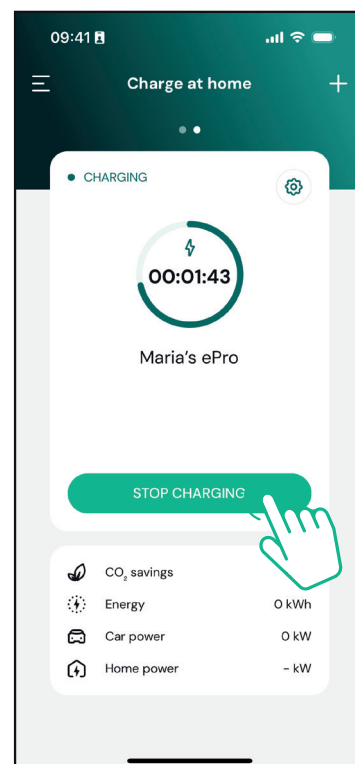 09:41
Charge at home
CHARGING
00:01:43
Maria's ePro
STOP CHARGING
CO₂ savings
Energy 0 kWh
Car power 0 kW
Home power – kW